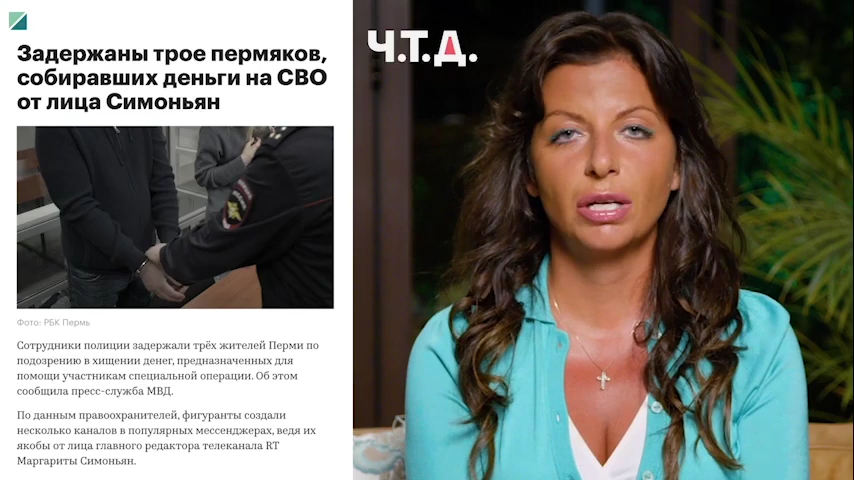 Задержаны трое пермяков,
собиравших деньги на СВО
от лица Симоньян
Фото: РБК Пермь
Сотрудники полиции задержали трёх жителей Перми по
подозрению в хищении денег, предназначенных для
помощи участникам специальной операции. Об этом
сообщила пресс-служба МВД.
По данным правоохранителей, фигуранты создали
несколько каналов в популярных мессенджерах, ведя их
якобы от лица главного редактора телеканала RT
Маргариты Симоньян.
Ч.Т.Д.